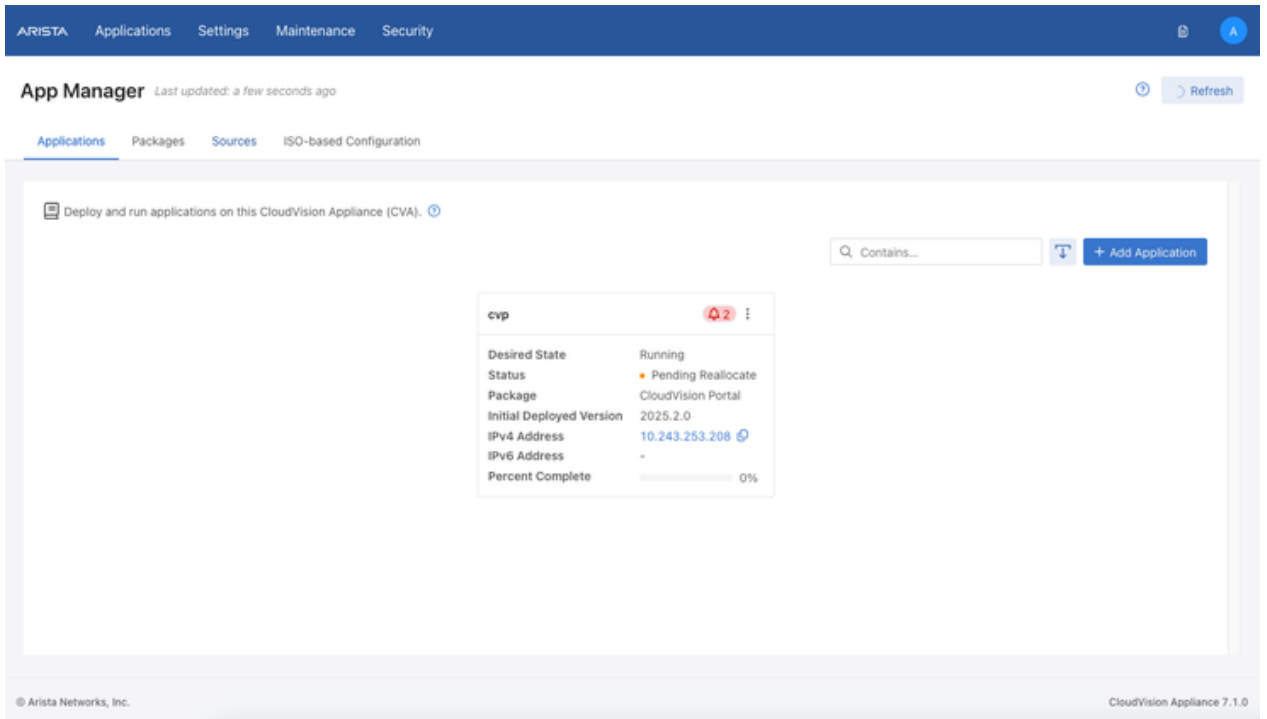 ARISTA Applications Settings Maintenance Security A
App Manager Last updated: a few seconds ago Refresh
Applications Packages Sources ISO-based Configuration
Deploy and run applications on this CloudVision Appliance (CVA).
Contains... + Add Application
cvp 2
Desired State Running
Status Pending Reallocate
Package CloudVision Portal
Initial Deployed Version 2025.2.0
IPv4 Address 10.243.253.208
IPv6 Address -
Percent Complete 0%
© Arista Networks, Inc. CloudVision Appliance 7.1.0